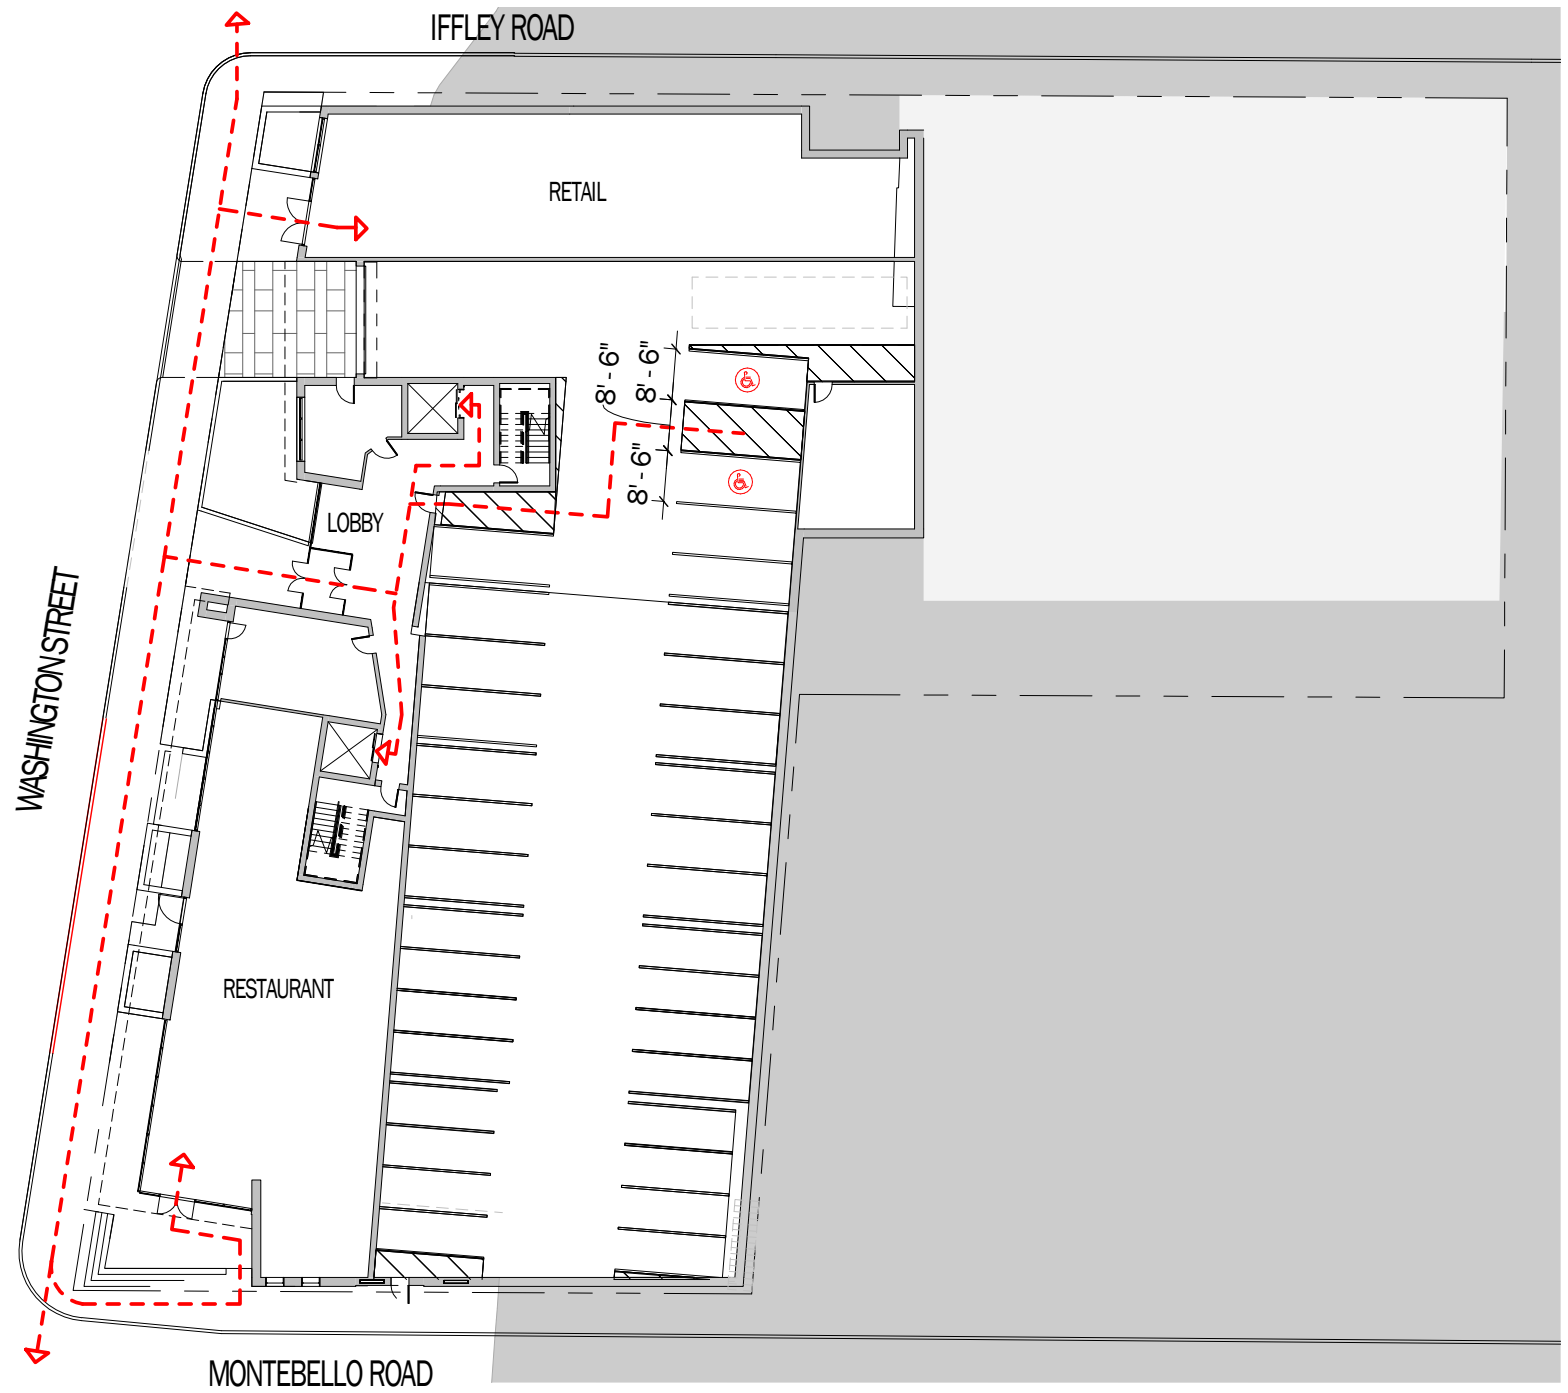 IFFLEY ROAD
RETAIL
8'-6"
8'-6"
8'-6"
LOBBY
WASHINGTON STREET
RESTAURANT
MONTEBELLO ROAD